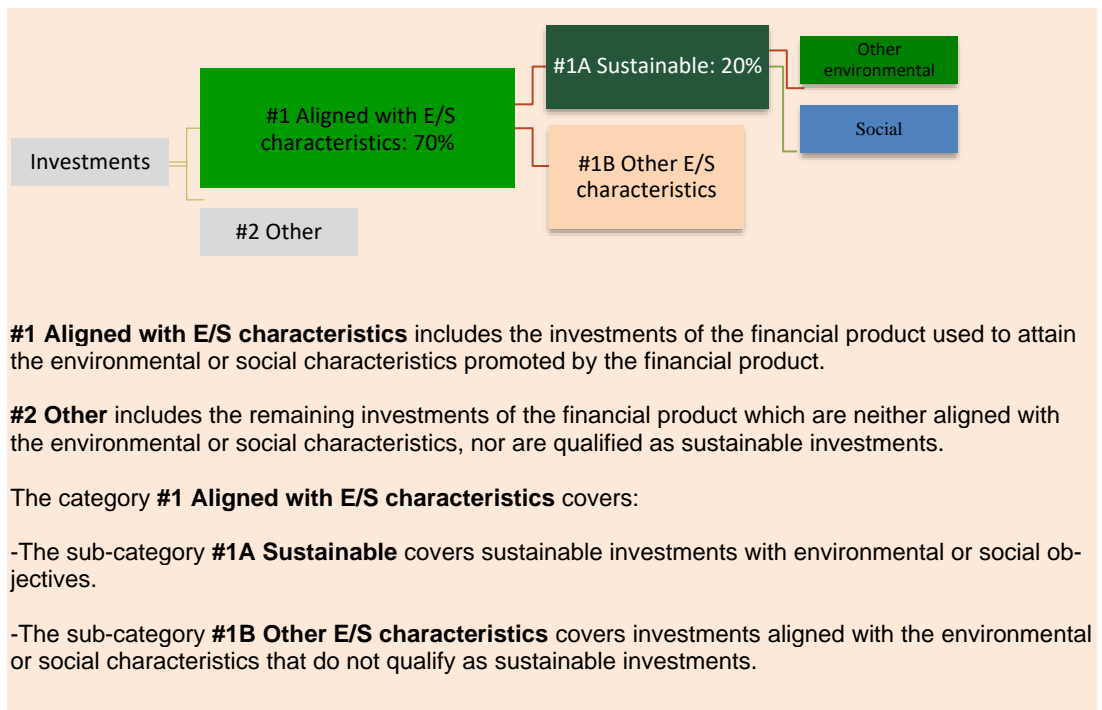 Investments
#1 Aligned with E/S
characteristics: 70%
#2 Other
#1A Sustainable: 20%
#1B Other E/S
characteristics
Other
environmental
Social
#1 Aligned with E/S characteristics includes the investments of the financial product used to attain
the environmental or social characteristics promoted by the financial product.
#2 Other includes the remaining investments of the financial product which are neither aligned with
the environmental or social characteristics, nor are qualified as sustainable investments.
The category #1 Aligned with E/S characteristics covers:
-The sub-category #1A Sustainable covers sustainable investments with environmental or social ob-
jectives.
-The sub-category #1B Other E/S characteristics covers investments aligned with the environmental
or social characteristics that do not qualify as sustainable investments.